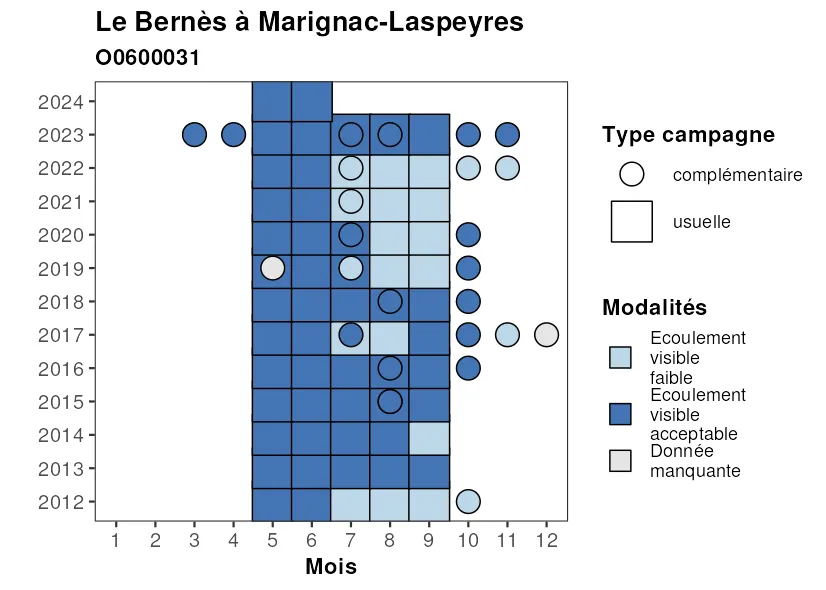 Le Bernès à Marignac-Laspeyres
O0600031
2024
2023
2022
2021
2020
2019
2018
2017
2016
2015
2014
2013
2012
1 2 3 4 5 6 7 8 9 10 11 12
Mois
Type campagne
complémentaire
usuelle
Modalités
Ecoulement
visible
faible
Ecoulement
visible
acceptable
Donnée
manquante